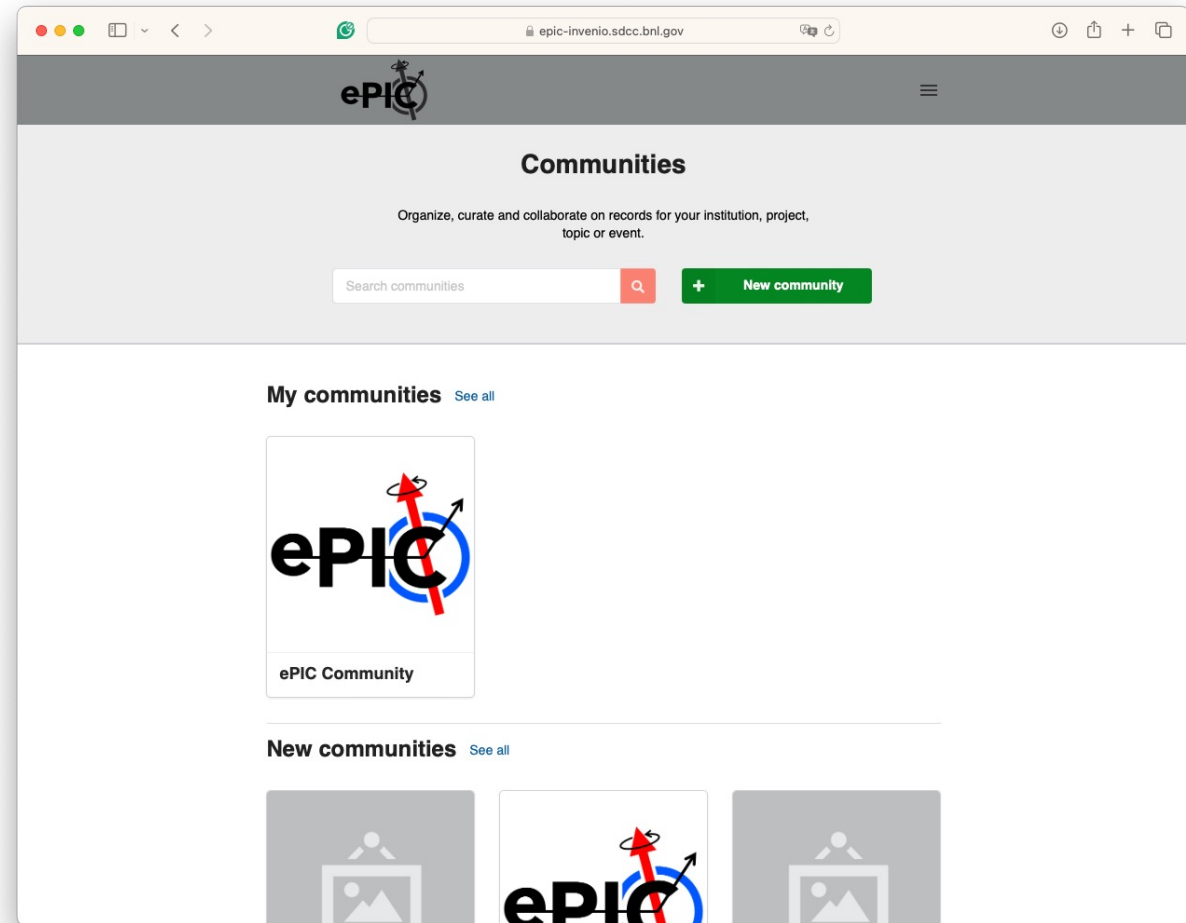 epic-invenio.sdcc.bnl.gov
ePIC
Communities
Organize, curate and collaborate on records for your institution, project,
topic or event.
Search communities
New community
My communities See all
ePIC
ePIC Community
New communities See all
ePIC